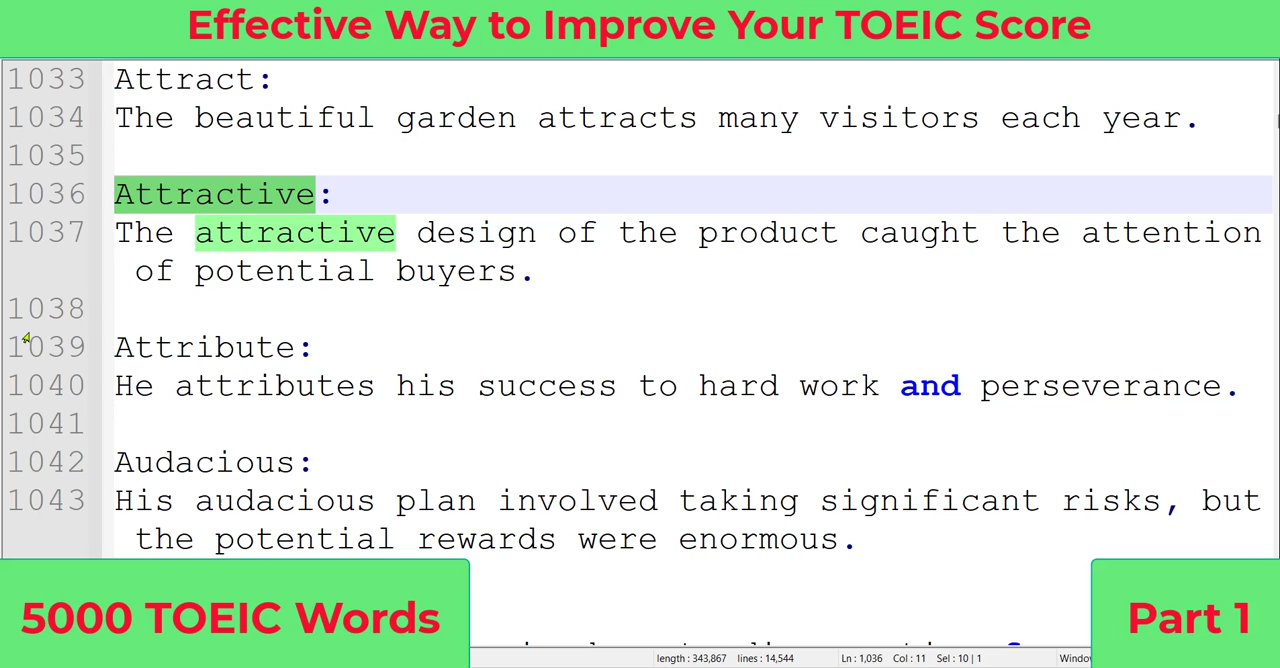 Effective Way to Improve Your TOEIC Score
1033 Attract:
1034 The beautiful garden attracts many visitors each year.
1035
1036 Attractive:
1037 The attractive design of the product caught the attention
of potential buyers.
1038
1039 Attribute:
1040 He attributes his success to hard work and perseverance.
1041
1042 Audacious:
1043 His audacious plan involved taking significant risks, but
the potential rewards were enormous.
5000 TOEIC Words
Part 1
length : 343,867 lines : 14,544 Ln : 1,036 Col : 11 Sel : 10 | 1